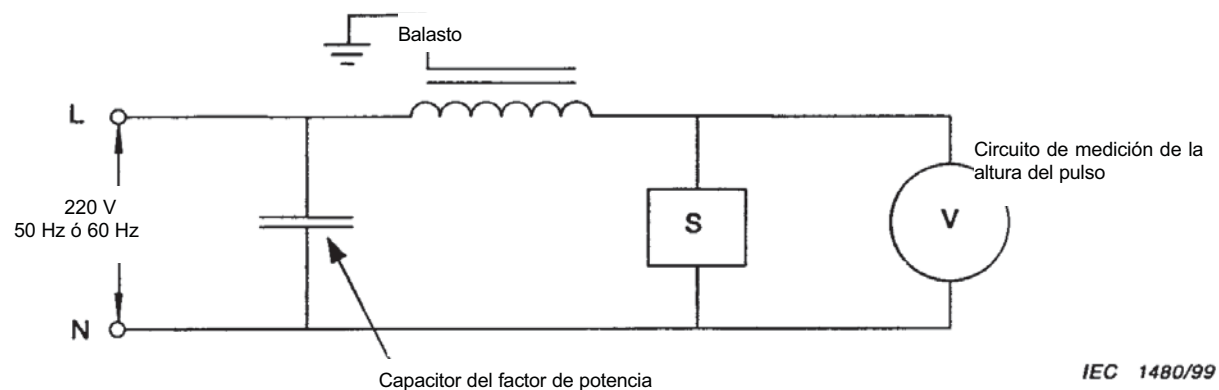 Balasto
L
Circuito de medición de la
altura del pulso
220 V
50 Hz ó 60 Hz
S
V
N
Capacitor del factor de potencia
IEC 1480/99